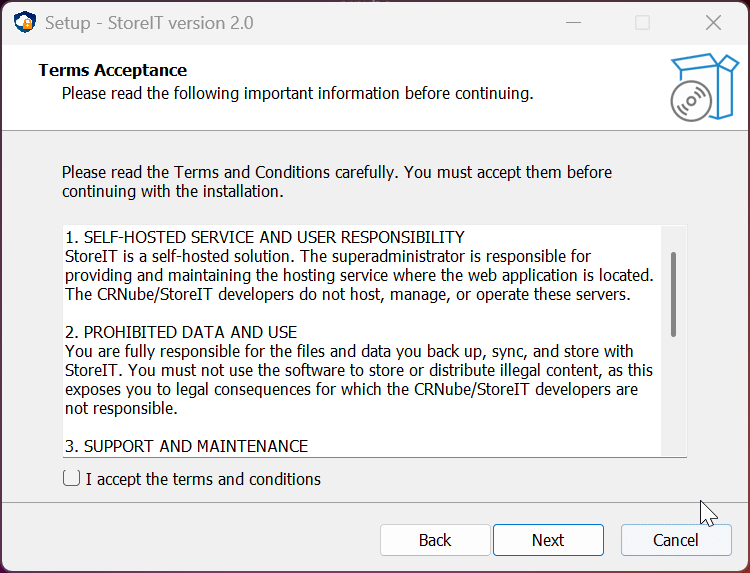 Setup - StoreIT version 2.0
Terms Acceptance
Please read the following important information before continuing.
Please read the Terms and Conditions carefully. You must accept them before
continuing with the installation.
1. SELF-HOSTED SERVICE AND USER RESPONSIBILITY
StoreIT is a self-hosted solution. The superadministrator is responsible for
providing and maintaining the hosting service where the web application is located.
The CRNube/StoreIT developers do not host, manage, or operate these servers.
2. PROHIBITED DATA AND USE
You are fully responsible for the files and data you back up, sync, and store with
StoreIT. You must not use the software to store or distribute illegal content, as this
exposes you to legal consequences for which the CRNube/StoreIT developers are
not responsible.
3. SUPPORT AND MAINTENANCE
I accept the terms and conditions
Back
Next
Cancel